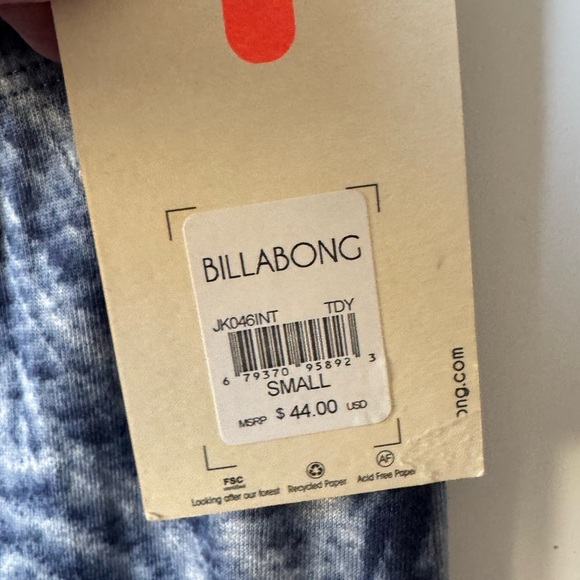 BILLABONG
JK046INT TDY
6 79370 95892 3
SMALL
MSRP $ 44.00 USD
ong.com
FSC
Looking after our forest
Recycled Paper
AF
Acid Free Paper